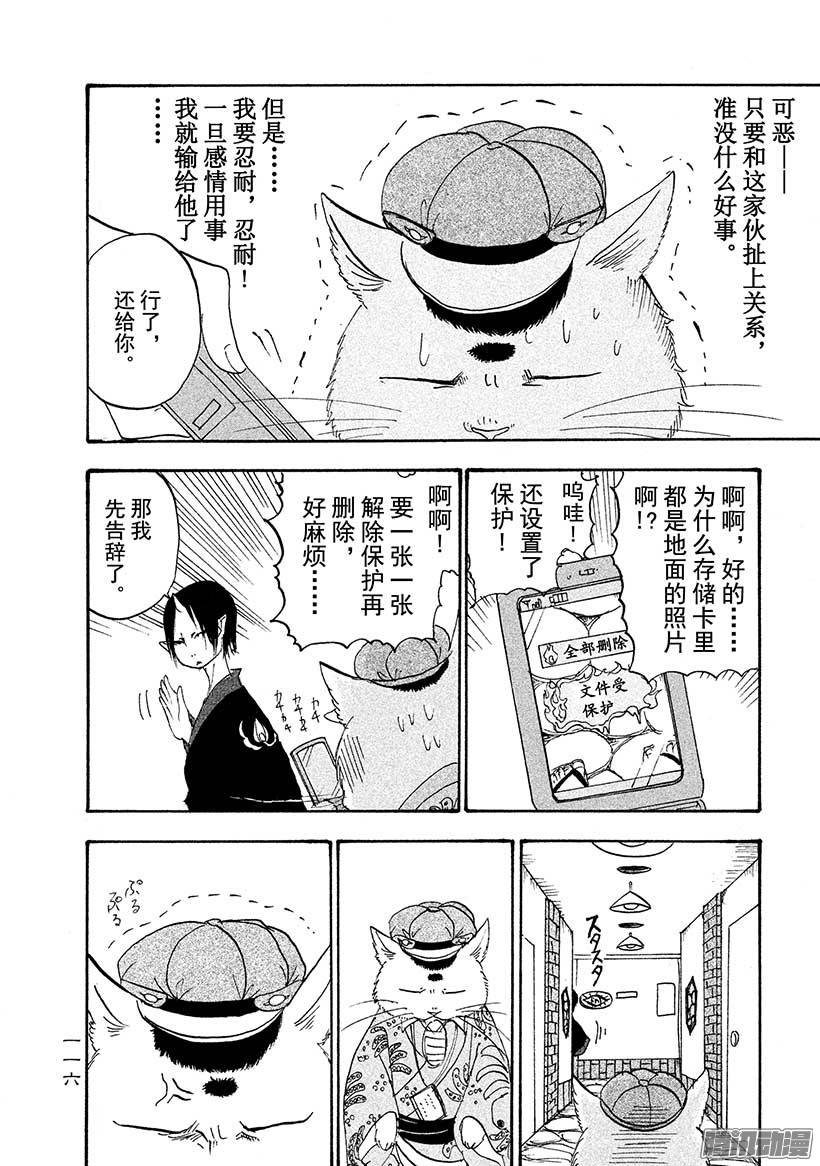 可恶——
只要和这家伙扯上关系，
准没什么好事。
但是……
我要忍耐，忍耐！
一旦感情用事
我就输给他了
……
行了，
还给你。
啊啊，好的……
为什么存储卡里
都是地面的照片
啊！？
呜哇！
还设置了
保护！
全部删除
文件受
保护
啊啊！
要一张一张
解除保护再
删除，
好麻烦……
那我
先告辞了。
カチ
カチ
カチ
カチ
スタスタ
ぷる
ぷる
一一六
腾讯动漫